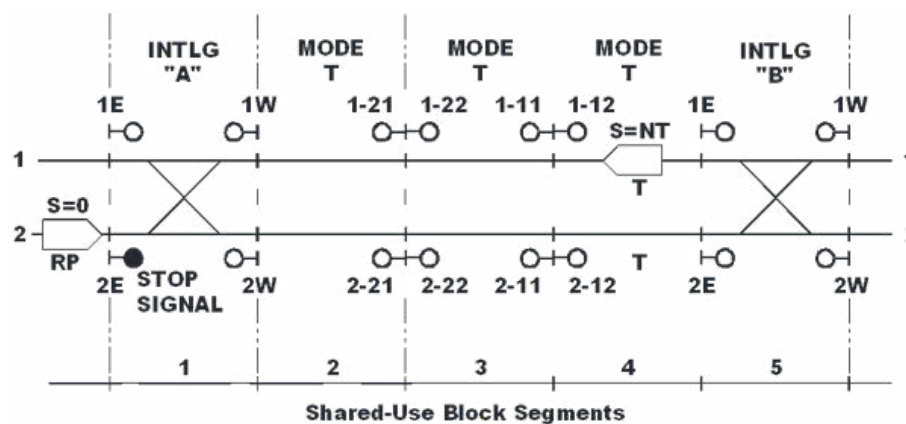 INTLG "A"
MODE T
MODE T
MODE T
INTLG "B"
1E
1W
1-21
1-22
1-11
1-12
1E
1W
S=NT
1
T
S=0
2
RP
T
STOP SIGNAL
2E
2W
2-21
2-22
2-11
2-12
2E
2W
1
2
3
4
5
Shared-Use Block Segments